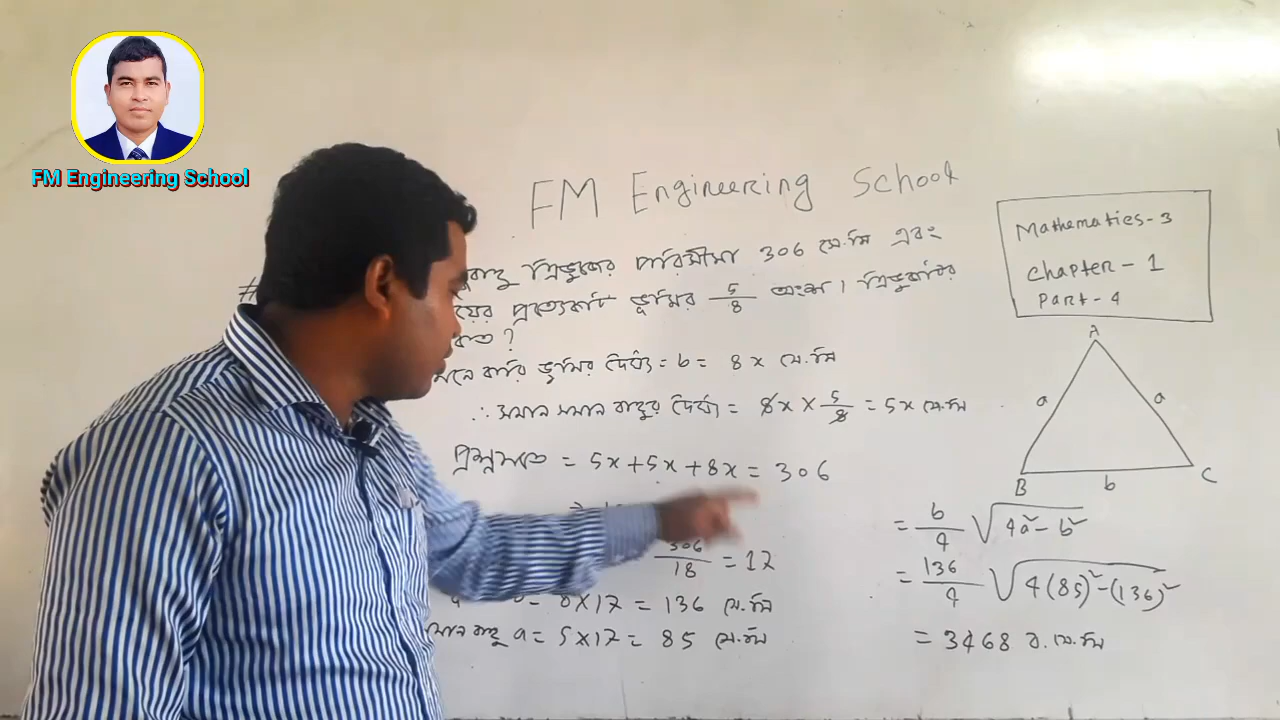 FM Engineering School
FM Engineering School
# ত্রিভুজের পরিসীমা 306 সে.মি এবং
প্রত্যেকটি ভূমির 5/8 অংশ। ত্রিভুজটির
?
ভূমির দৈর্ঘ্য = b = 8x সে.মি
∴ সমান সমান বাহুর দৈর্ঘ্য = 8x × 5/8 = 5x সে.মি
প্রশ্নমতে = 5x + 5x + 8x = 306
306/18 = 17
= 8×17 = 136 সে.মি
বাহু a = 5×17 = 85 সে.মি
Mathematics-3
Chapter - 1
Part - 4
A
a a
B b C
= b/4 √4a² - b²
= 136/4 √4(85)² - (136)²
= 3468 ব.সে.মি